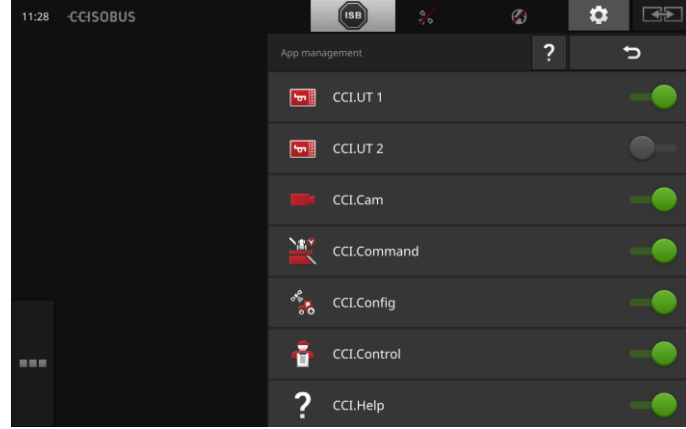 11:28
CCISOBUS
ISB
App management
?
CCI.UT 1
CCI.UT 2
CCI.Cam
CCI.Command
CCI.Config
CCI.Control
? CCI.Help